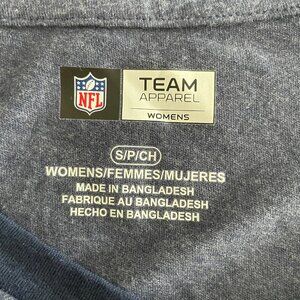 NFL
TEAM
APPAREL
WOMENS
S/P/CH
WOMENS/FEMMES/MUJERES
MADE IN BANGLADESH
FABRIQUE AU BANGLADESH
HECHO EN BANGLADESH